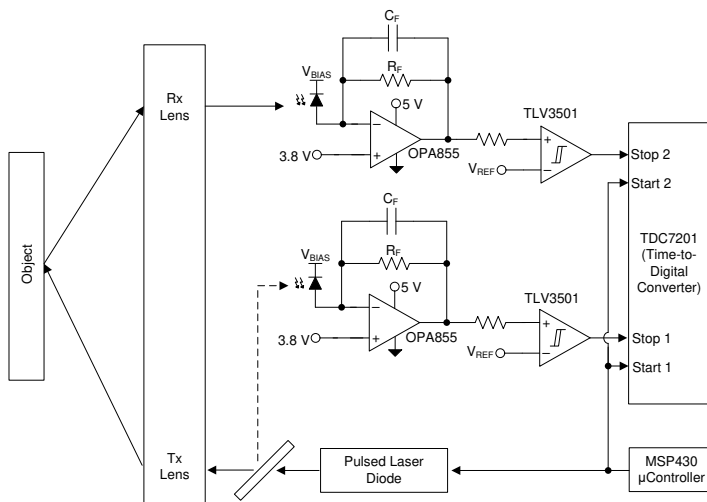 C_F
R_F
V_BIAS
5 V
TLV3501
Rx
Lens
3.8 V
OPA855
V_REF
Stop 2
Start 2
Object
C_F
R_F
V_BIAS
5 V
TLV3501
TDC7201
(Time-to-
Digital
Converter)
3.8 V
OPA855
V_REF
Stop 1
Start 1
Tx
Lens
Pulsed Laser
Diode
MSP430
µController
+
−
+
−
+
−
+
−